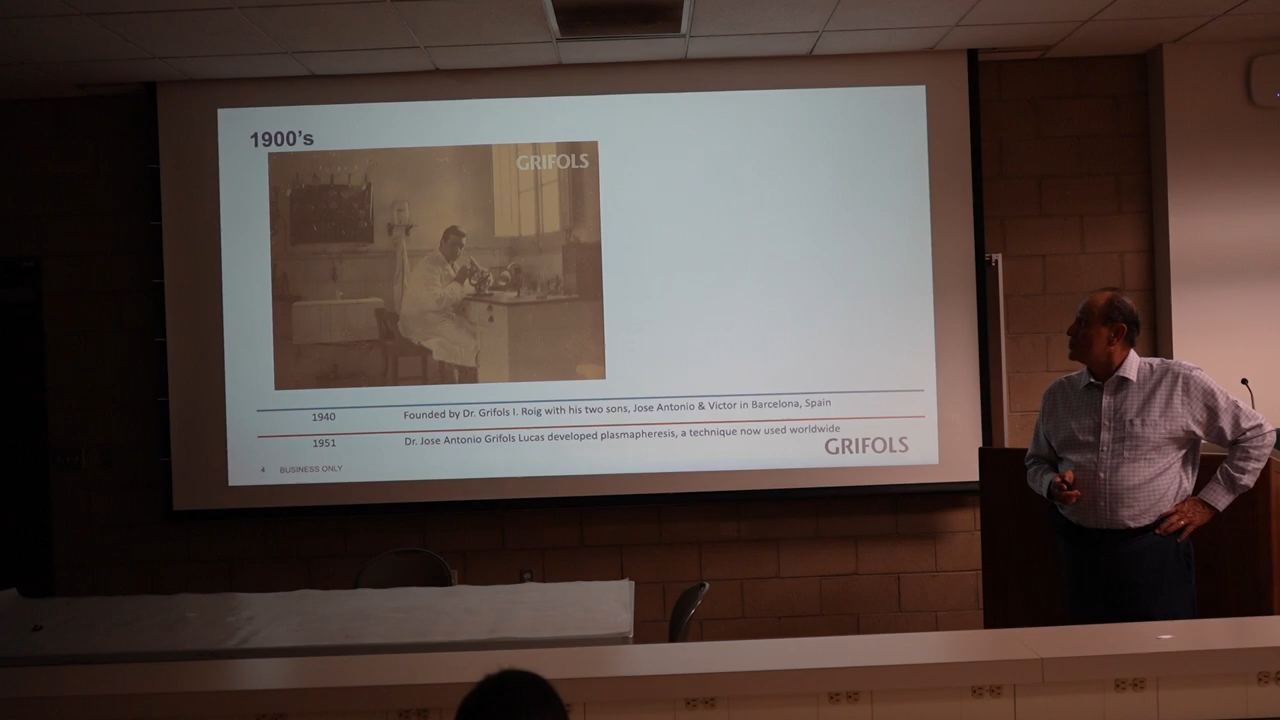 1900's
GRIFOLS
1940 Founded by Dr. Grifols I. Roig with his two sons, Jose Antonio & Victor in Barcelona, Spain
1951 Dr. Jose Antonio Grifols Lucas developed plasmapheresis, a technique now used worldwide
GRIFOLS
4 BUSINESS ONLY